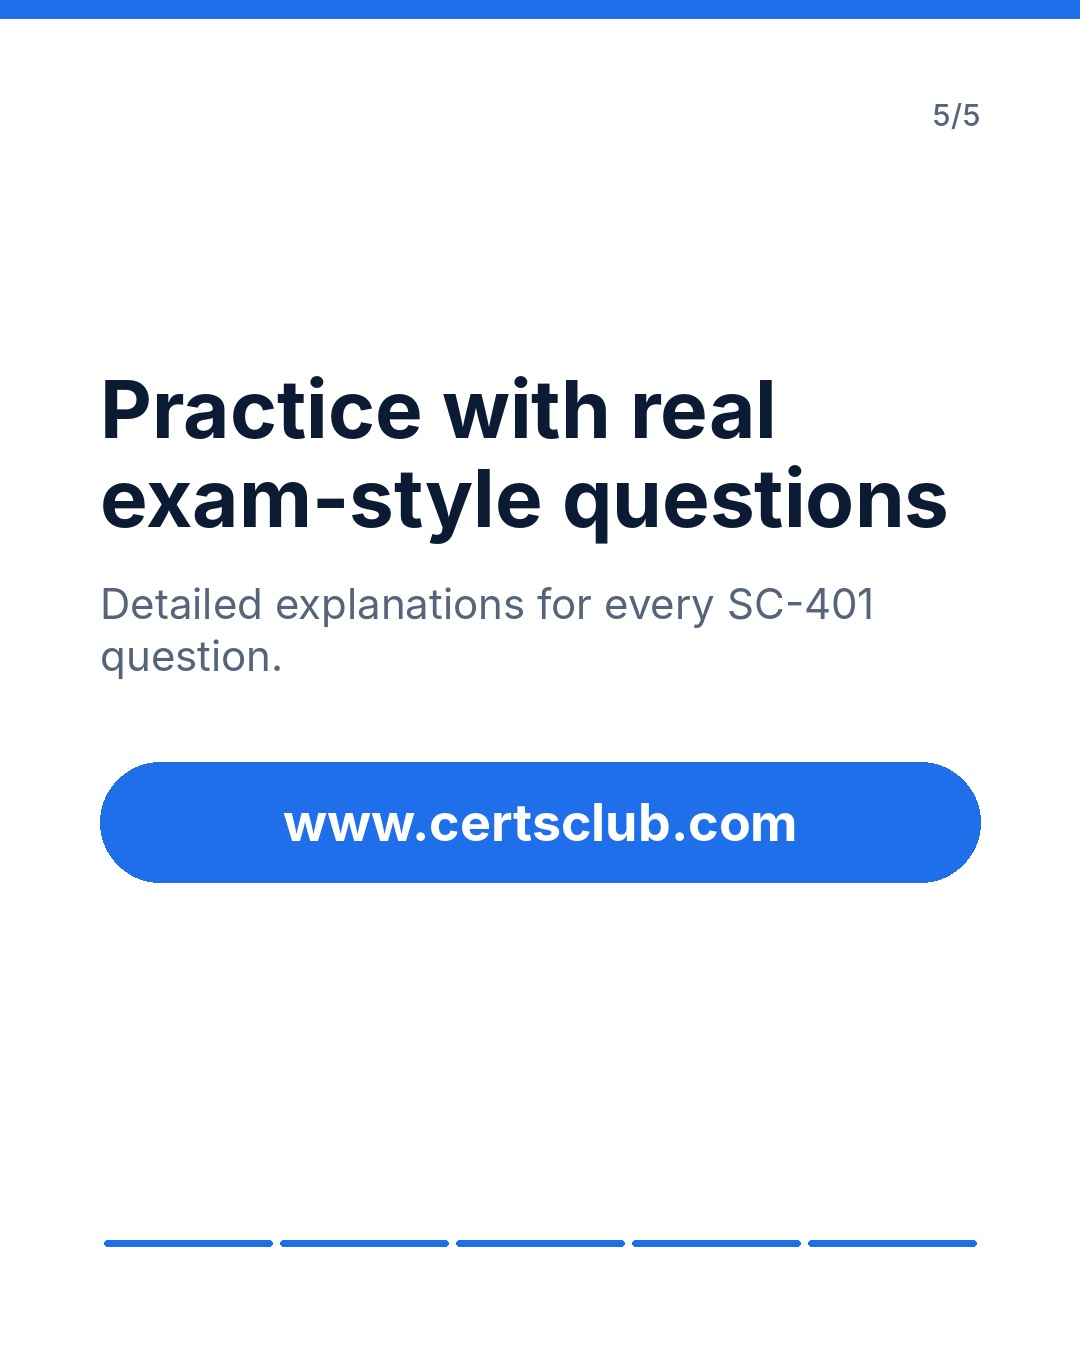 5/5
Practice with real
exam-style questions
Detailed explanations for every SC-401
question.
www.certsclub.com